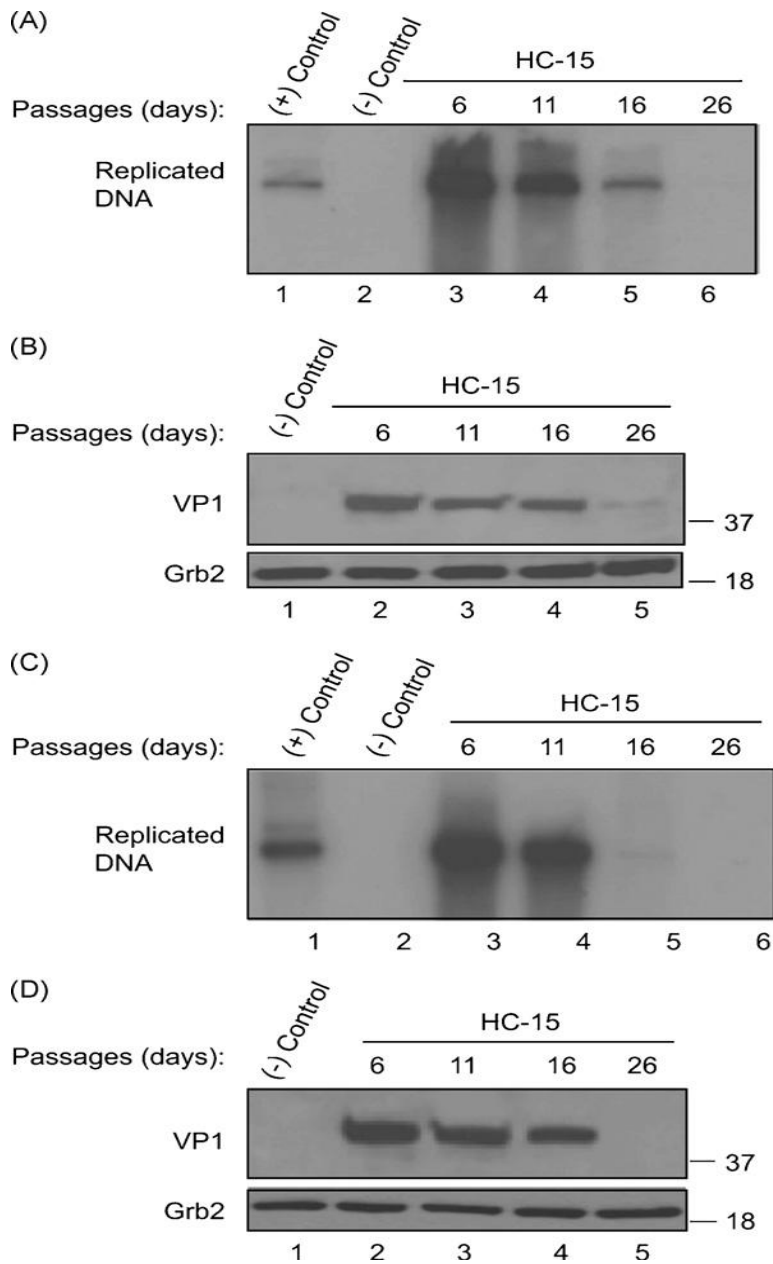 (A)
(+) Control
(-) Control
HC-15
Passages (days): 6 11 16 26
Replicated
DNA
1 2 3 4 5 6
(B)
(-) Control
HC-15
Passages (days): 6 11 16 26
VP1
37
Grb2
18
1 2 3 4 5
(C)
(+) Control
(-) Control
HC-15
Passages (days): 6 11 16 26
Replicated
DNA
1 2 3 4 5 6
(D)
(-) Control
HC-15
Passages (days): 6 11 16 26
VP1
37
Grb2
18
1 2 3 4 5